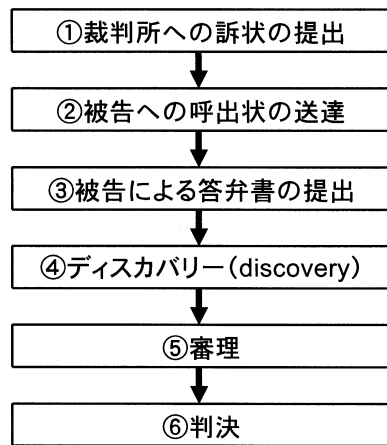 ①裁判所への訴状の提出
②被告への呼出状の送達
③被告による答弁書の提出
④ディスカバリー(discovery)
⑤審理
⑥判決